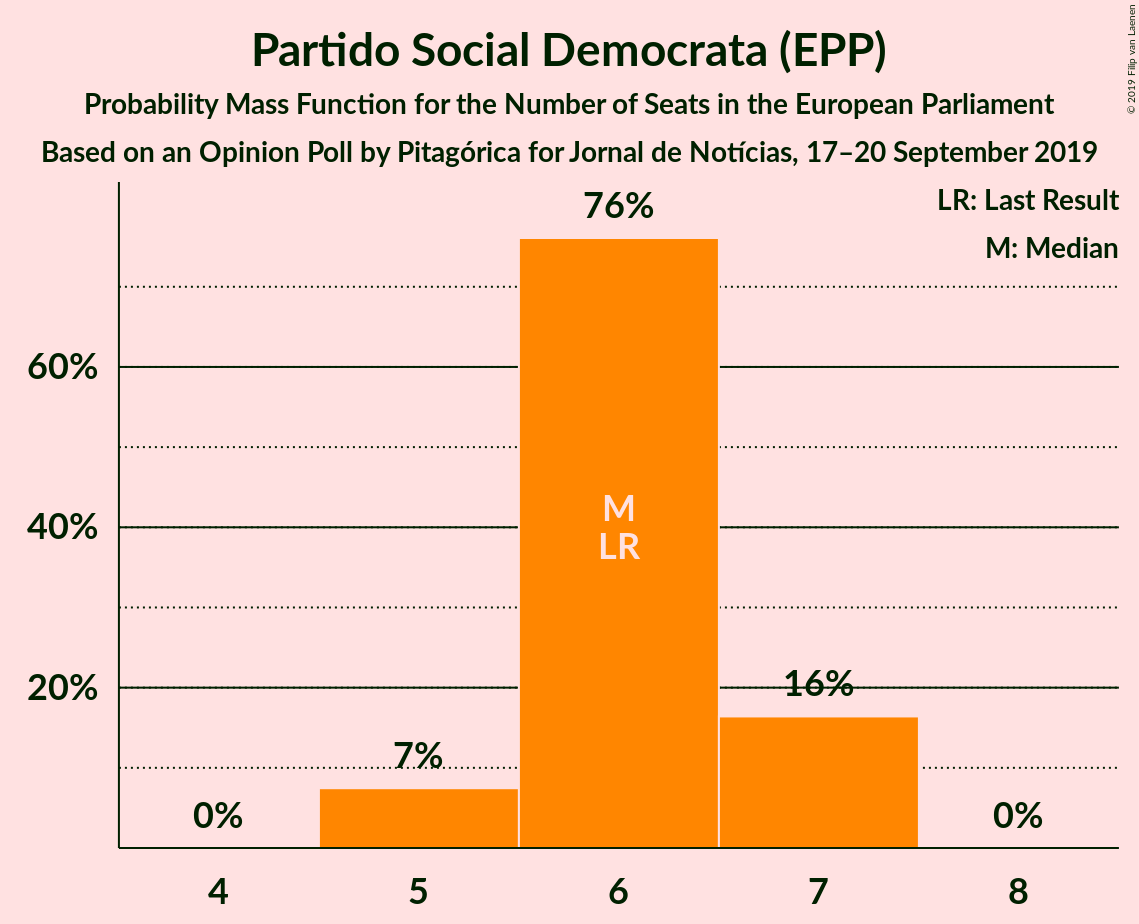 Partido Social Democrata (EPP)
Probability Mass Function for the Number of Seats in the European Parliament
Based on an Opinion Poll by Pitagórica for Jornal de Notícias, 17–20 September 2019
© 2019 Filip van Laenen
LR: Last Result
M: Median
76%
60%
M
40%
LR
20%
16%
7%
0%
0%
4 5 6 7 8